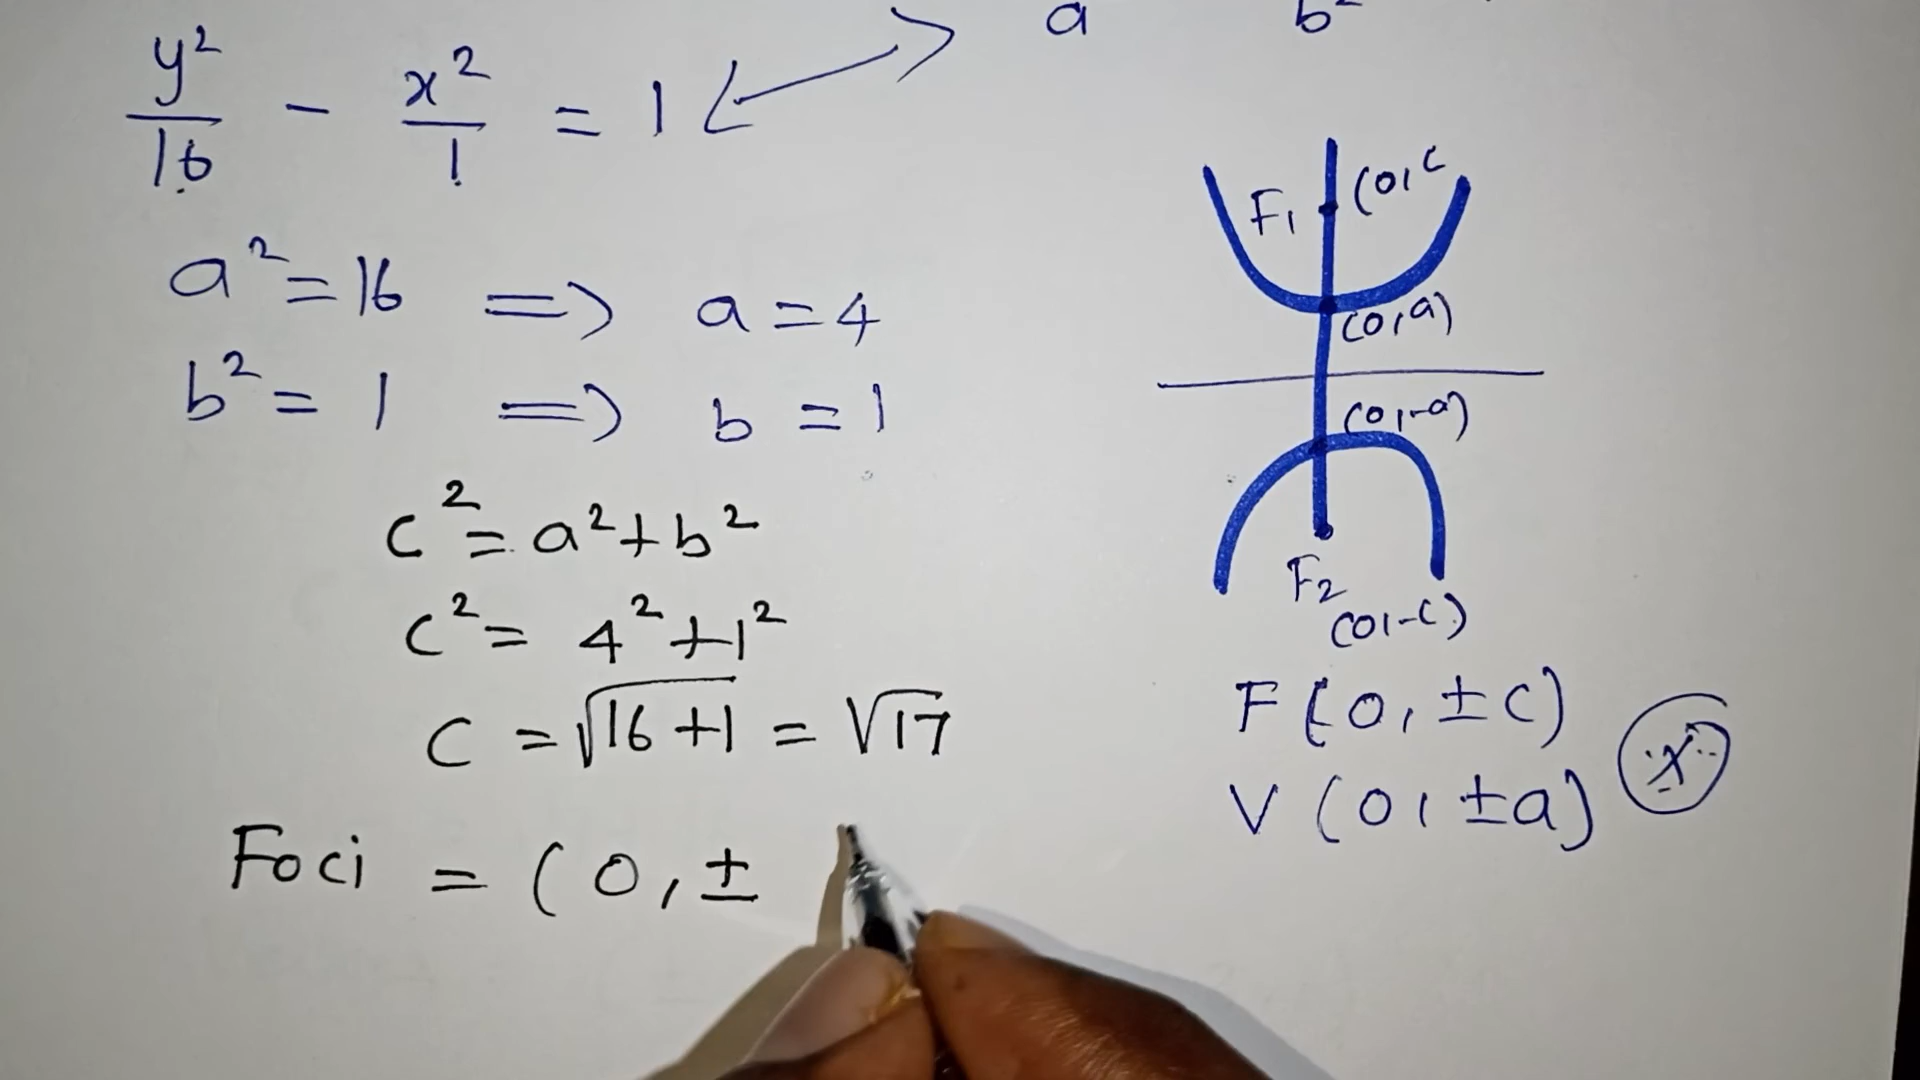 a b²
y²/16 - x²/1 = 1
a² = 16 => a = 4
b² = 1 => b = 1
c² = a² + b²
c² = 4² + 1²
c = √16+1 = √17
Foci = (0, ±
F1 (0, c
(0, a)
(0, -a)
F2
(0, -c)
F (0, ±c)
V (0, ±a)